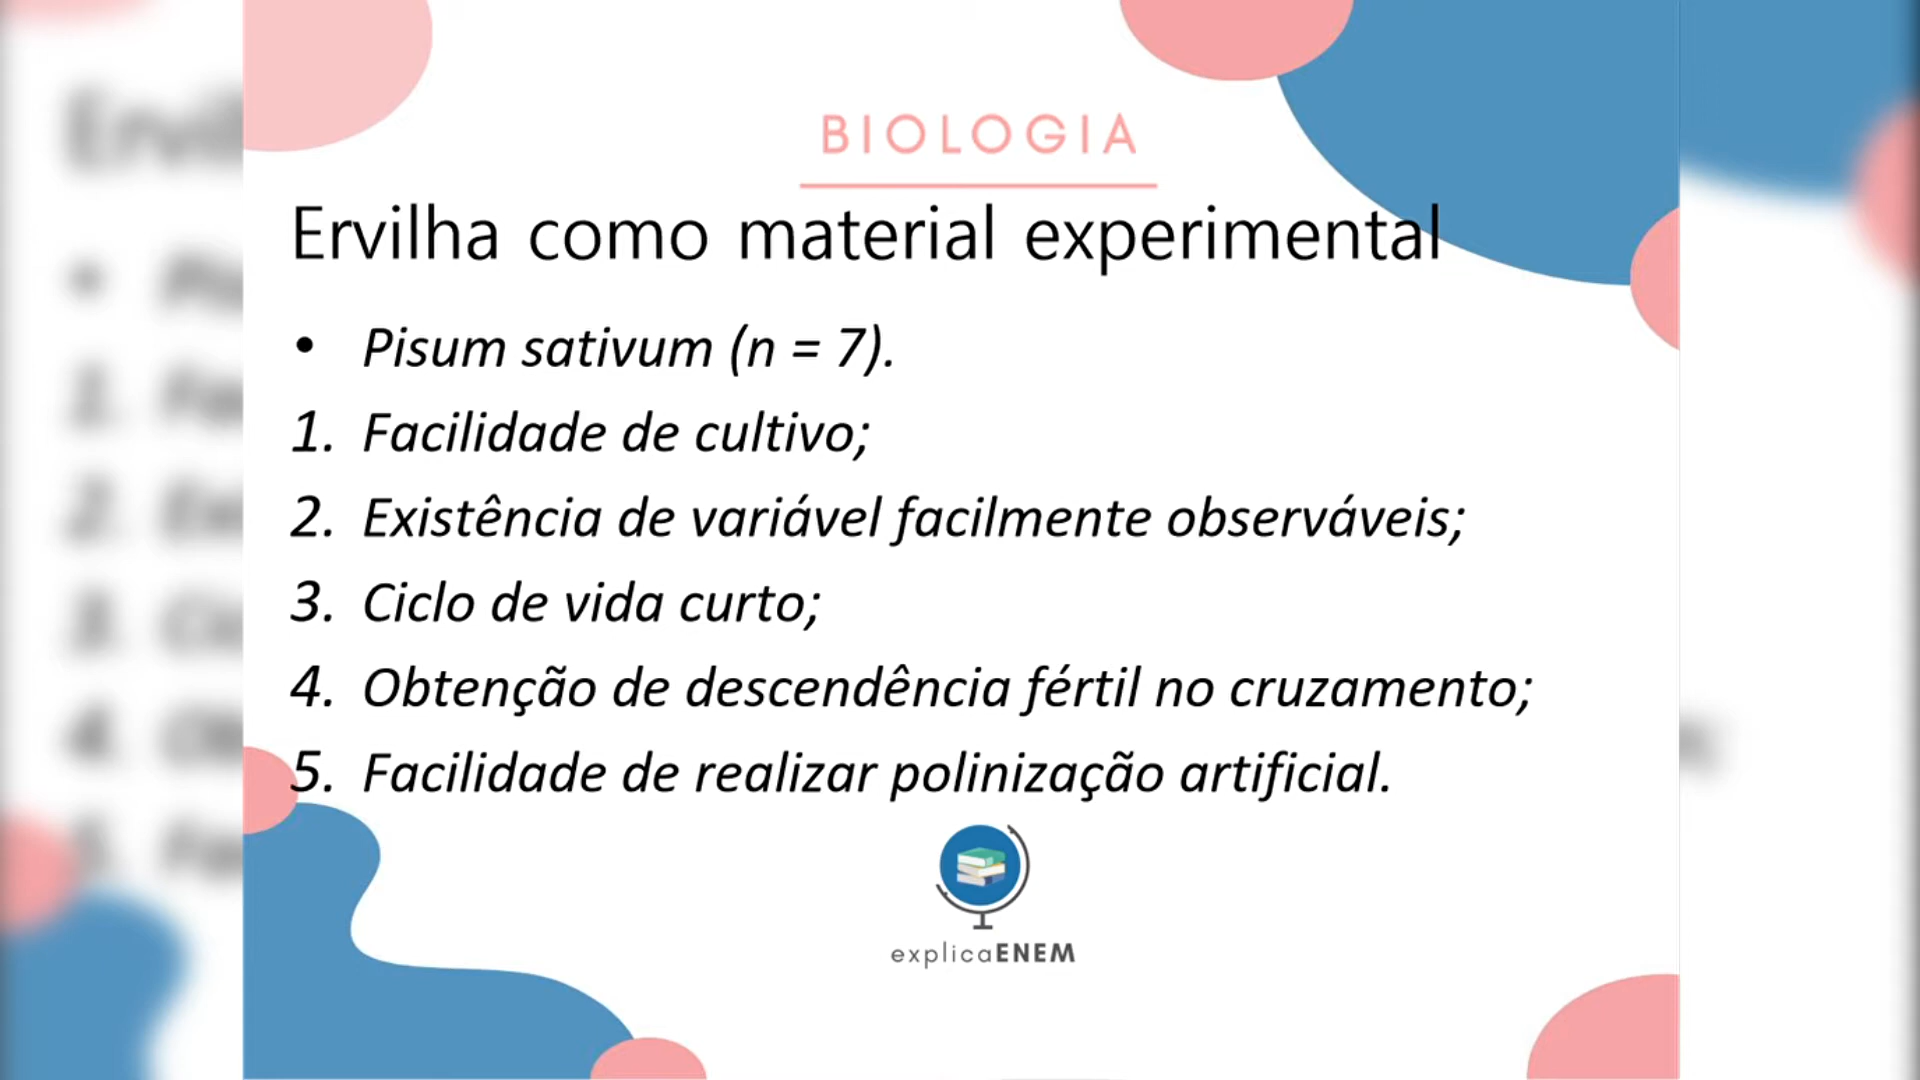 BIOLOGIA
Ervilha como material experimental
• Pisum sativum (n = 7).
1. Facilidade de cultivo;
2. Existência de variável facilmente observáveis;
3. Ciclo de vida curto;
4. Obtenção de descendência fértil no cruzamento;
5. Facilidade de realizar polinização artificial.
explicaENEM